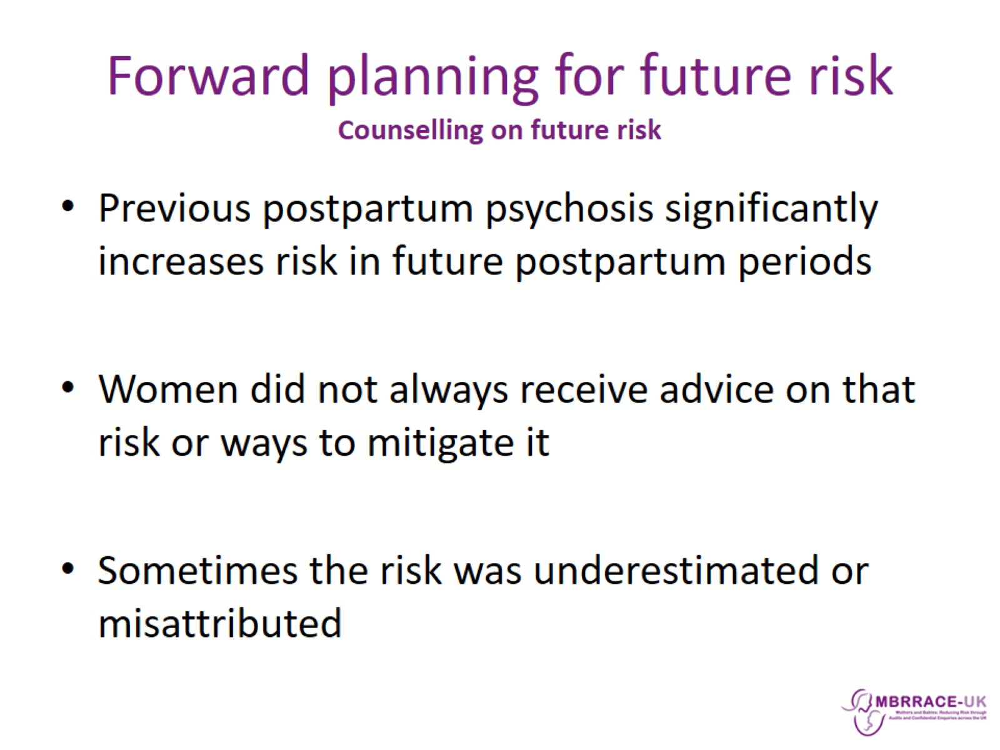 Forward planning for future risk
Counselling on future risk
• Previous postpartum psychosis significantly
increases risk in future postpartum periods
• Women did not always receive advice on that
risk or ways to mitigate it
• Sometimes the risk was underestimated or
misattributed
MBRRACE-UK
Mothers and Babies: Reducing Risk through
Audits and Confidential Enquiries across the UK